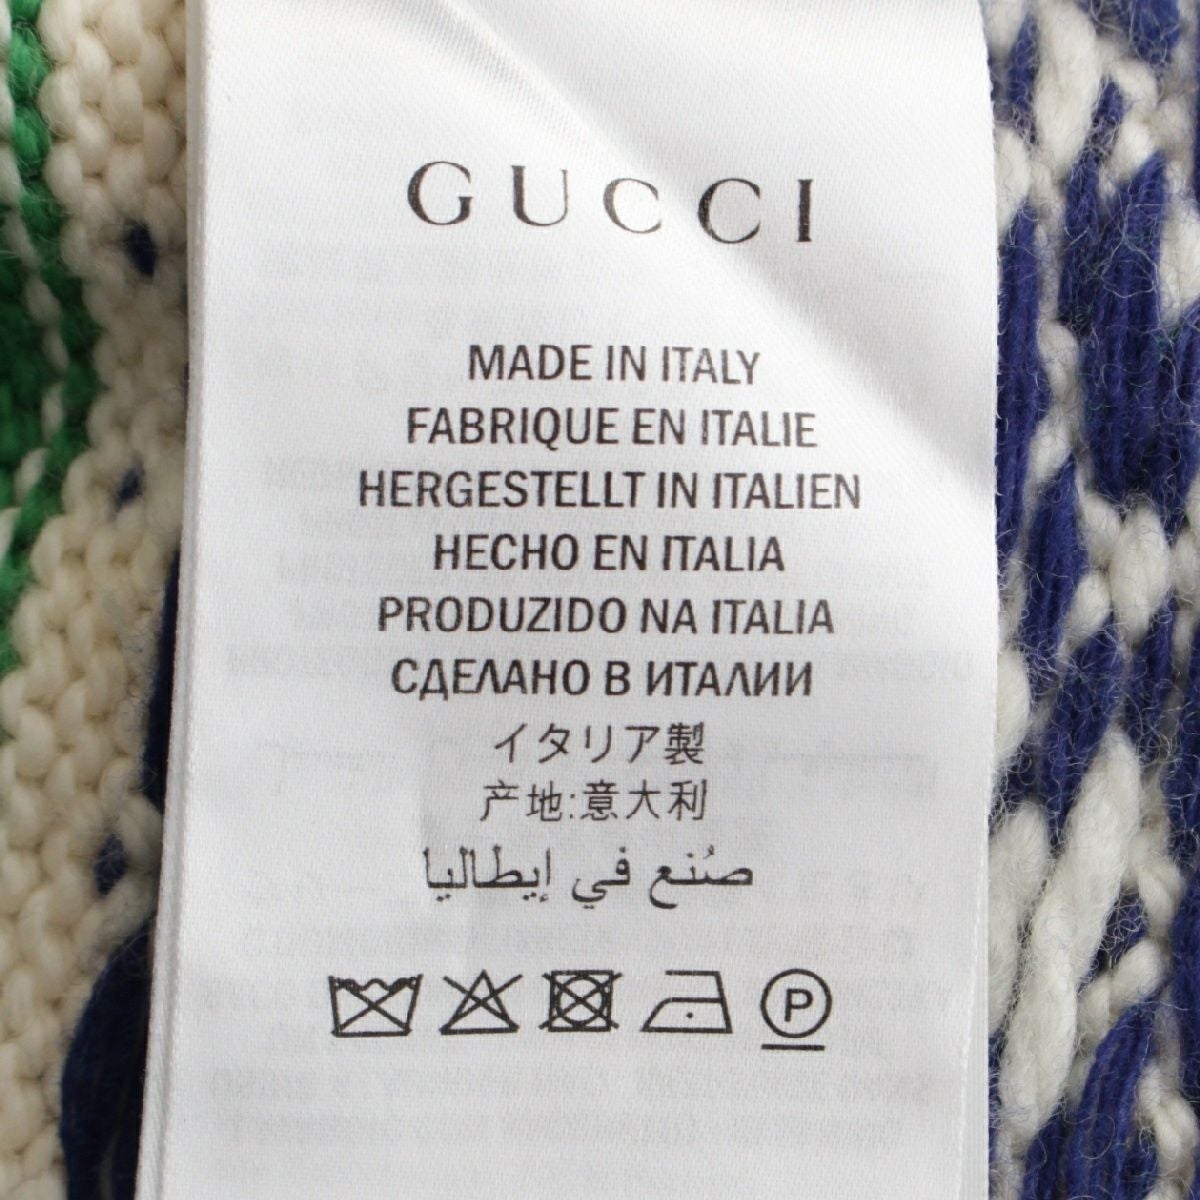 GUCCI
MADE IN ITALY
FABRIQUE EN ITALIE
HERGESTELLT IN ITALIEN
HECHO EN ITALIA
PRODUZIDO NA ITALIA
СДЕЛАНО В ИТАЛИИ
イタリア製
产地:意大利
صُنع في إيطاليا
P